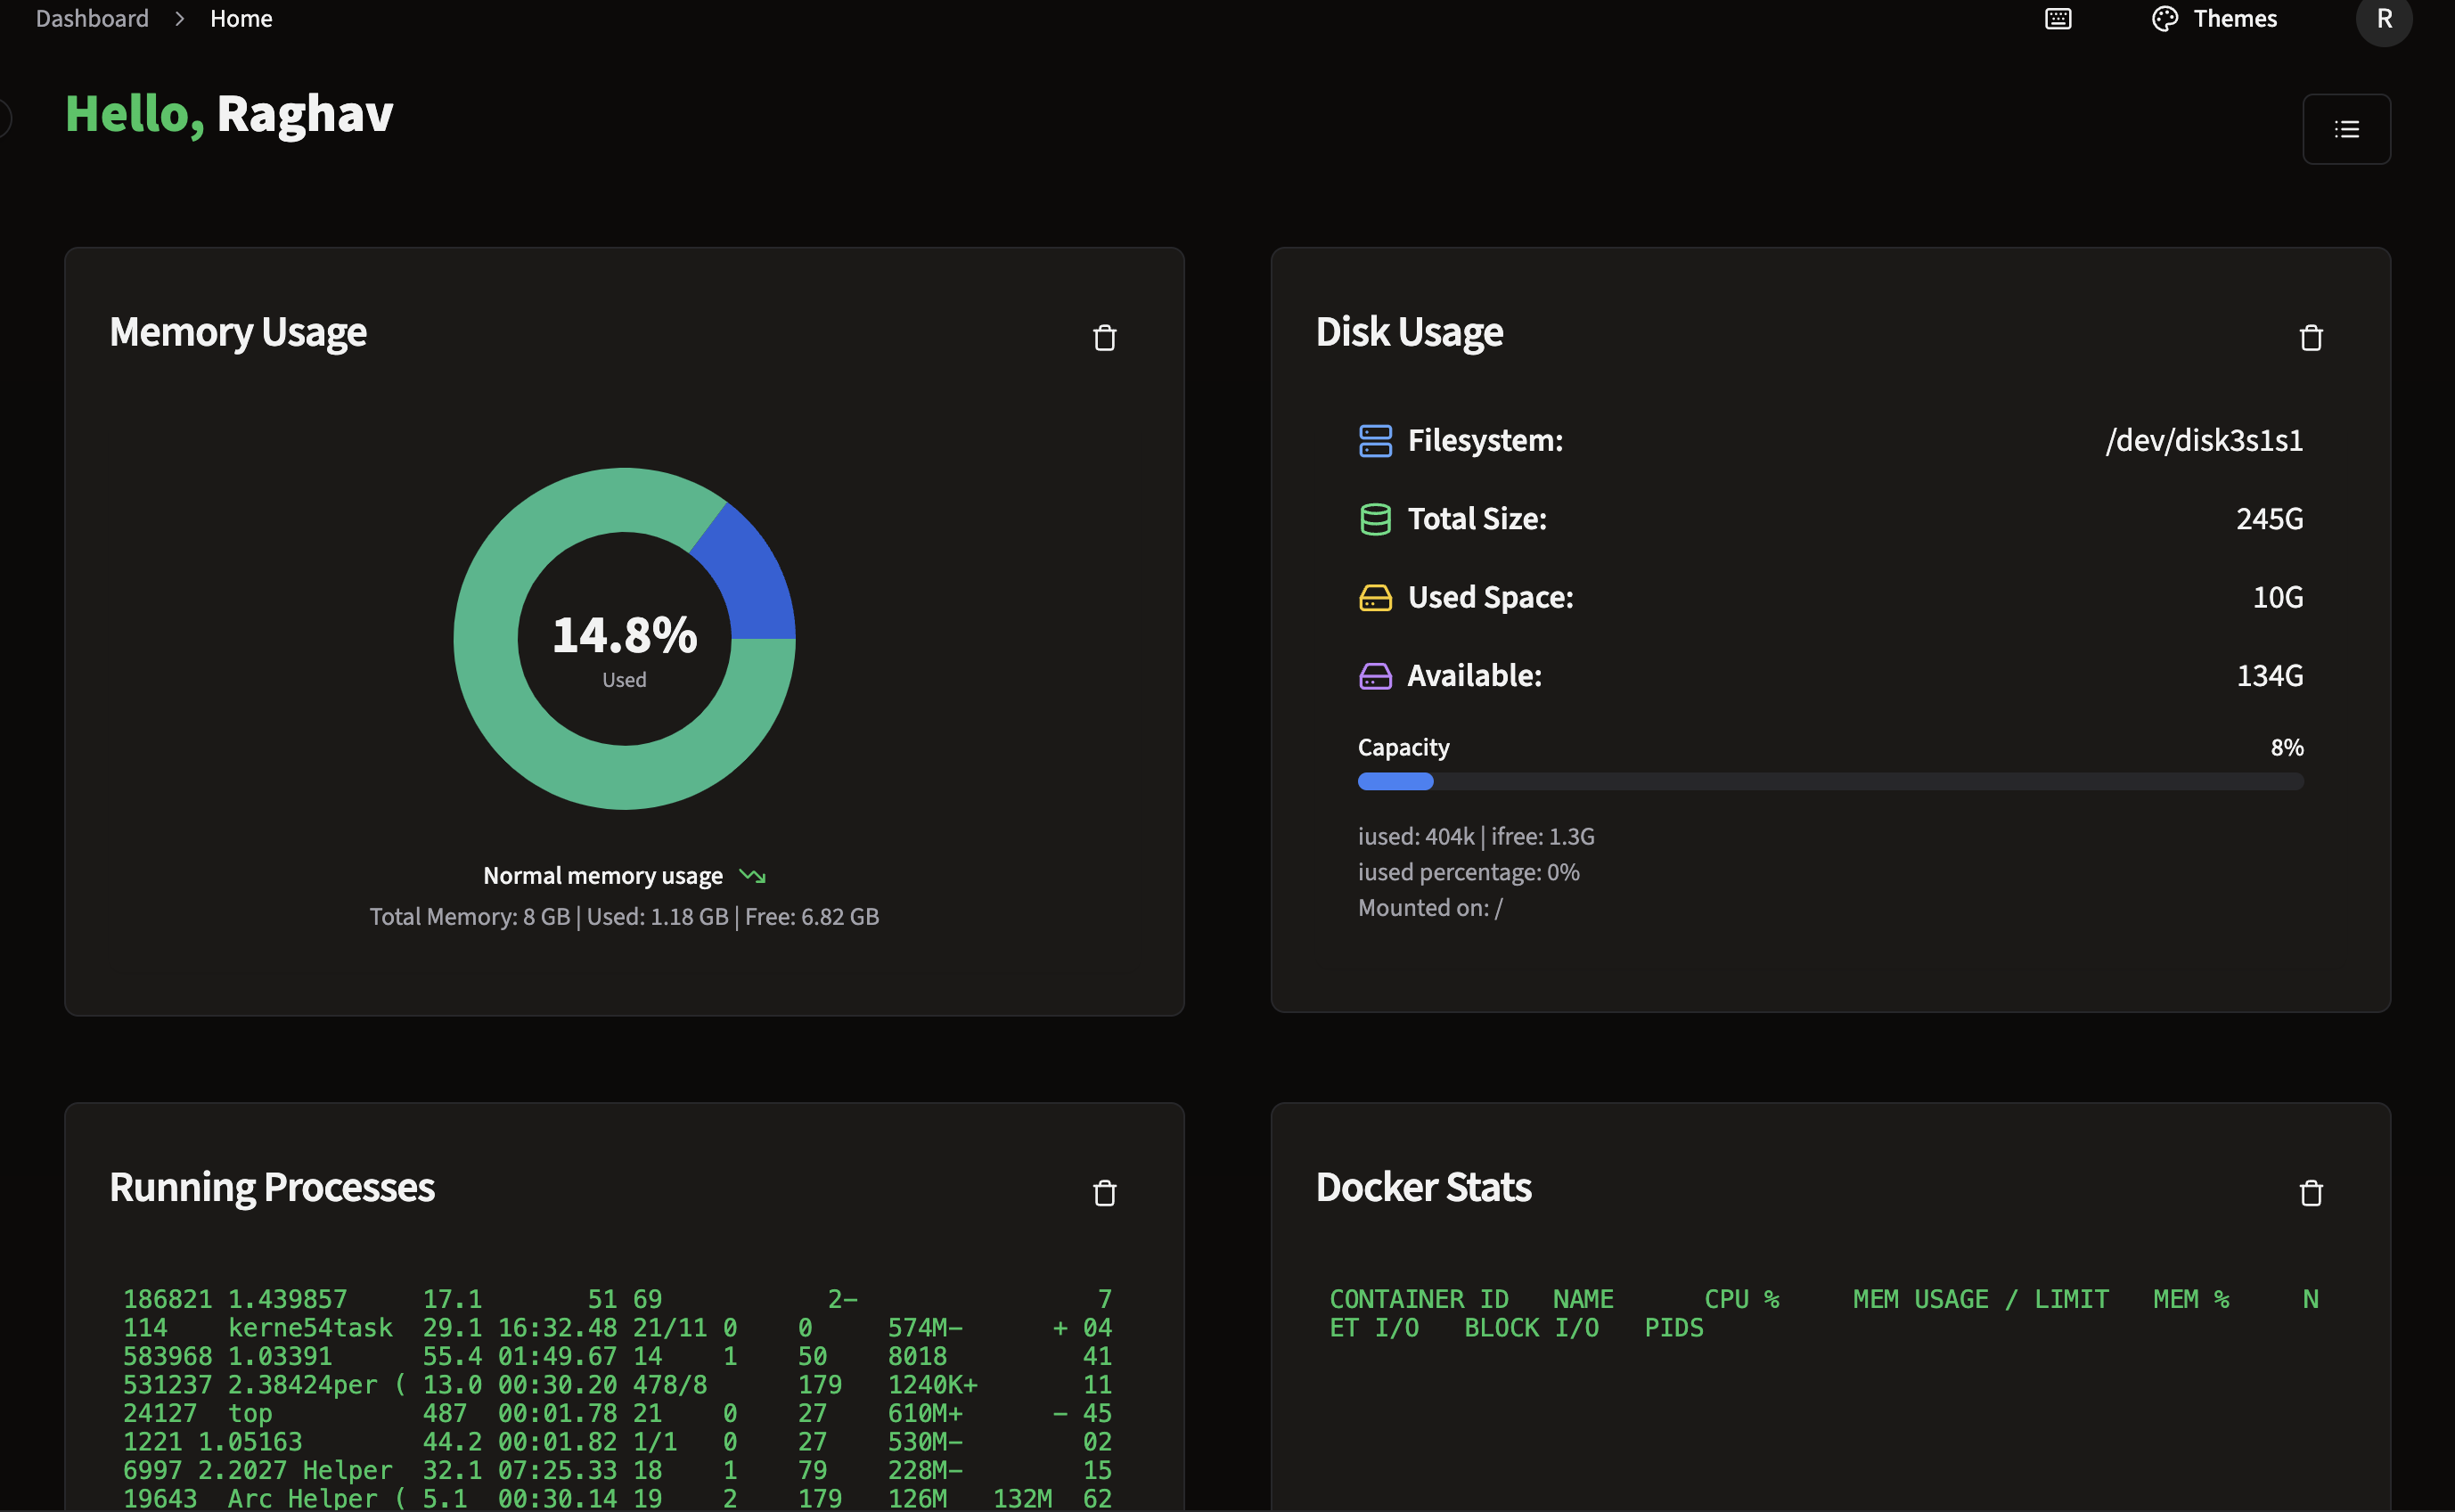 Dashboard > Home
Themes
R
Hello, Raghav
Memory Usage
14.8%
Used
Normal memory usage
Total Memory: 8 GB | Used: 1.18 GB | Free: 6.82 GB
Disk Usage
Filesystem: /dev/disk3s1s1
Total Size: 245G
Used Space: 10G
Available: 134G
Capacity 8%
iused: 404k | ifree: 1.3G
iused percentage: 0%
Mounted on: /
Running Processes
186821 1.439857 17.1 51 69 2- 7
114 kerne54task 29.1 16:32.48 21/11 0 0 574M- + 04
583968 1.03391 55.4 01:49.67 14 1 50 8018 41
531237 2.38424per ( 13.0 00:30.20 478/8 179 1240K+ 11
24127 top 487 00:01.78 21 0 27 610M+ - 45
1221 1.05163 44.2 00:01.82 1/1 0 27 530M- 02
6997 2.2027 Helper 32.1 07:25.33 18 1 79 228M- 15
19643 Arc Helper ( 5.1 00:30.14 19 2 179 126M 132M 62
Docker Stats
CONTAINER ID NAME CPU % MEM USAGE / LIMIT MEM % N
ET I/O BLOCK I/O PIDS